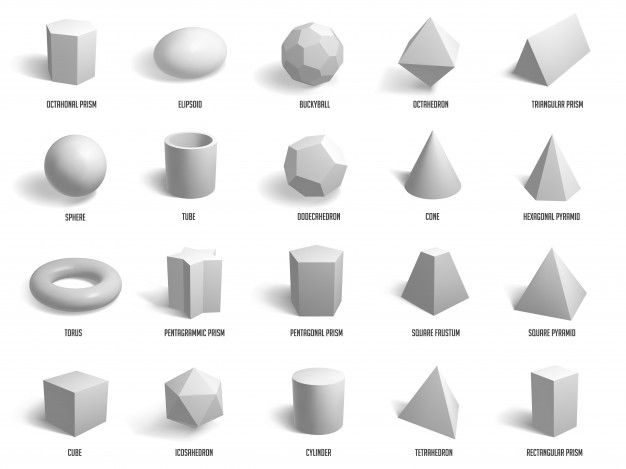 OCTAHONAL PRISM
ELIPSOID
BUCKYBALL
OCTAHEDRON
TRIANGULAR PRISM
SPHERE
TUBE
DODECAHEDRON
CONE
HEXAGONAL PYRAMID
TORUS
PENTAGRAMMIC PRISM
PENTAGONAL PRISM
SQUARE FRUSTUM
SQUARE PYRAMID
CUBE
ICOSAHEDRON
CYLINDER
TETRAHEDRON
RECTANGULAR PRISM